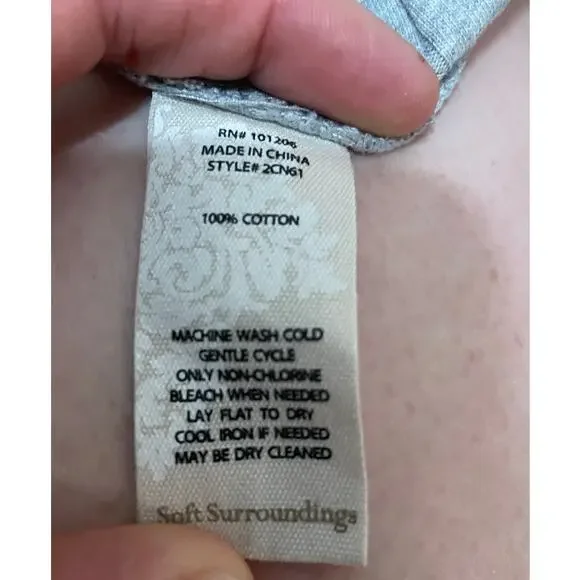 RN# 101206
MADE IN CHINA
STYLE# 2CN61
100% COTTON
MACHINE WASH COLD
GENTLE CYCLE
ONLY NON-CHLORINE
BLEACH WHEN NEEDED
LAY FLAT TO DRY
COOL IRON IF NEEDED
MAY BE DRY CLEANED
Soft Surroundings